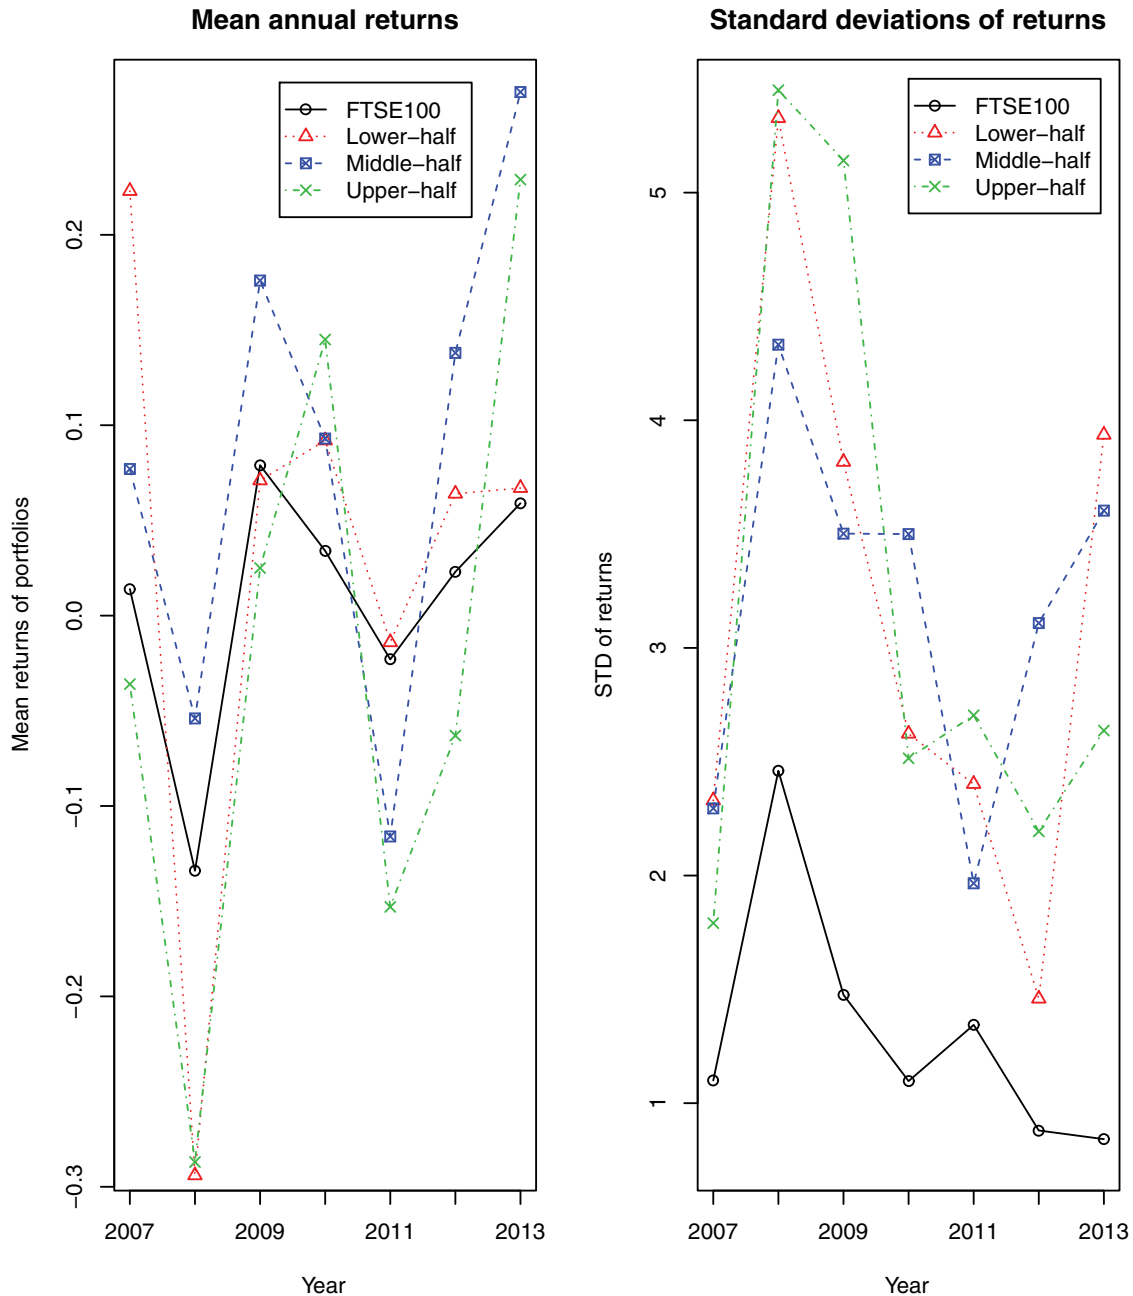 Mean annual returns
FTSE100
Lower−half
Middle−half
Upper−half
Mean returns of portfolios
0.2
0.1
0.0
−0.1
−0.2
−0.3
2007
2009
2011
2013
Year
Standard deviations of returns
FTSE100
Lower−half
Middle−half
Upper−half
STD of returns
5
4
3
2
1
2007
2009
2011
2013
Year